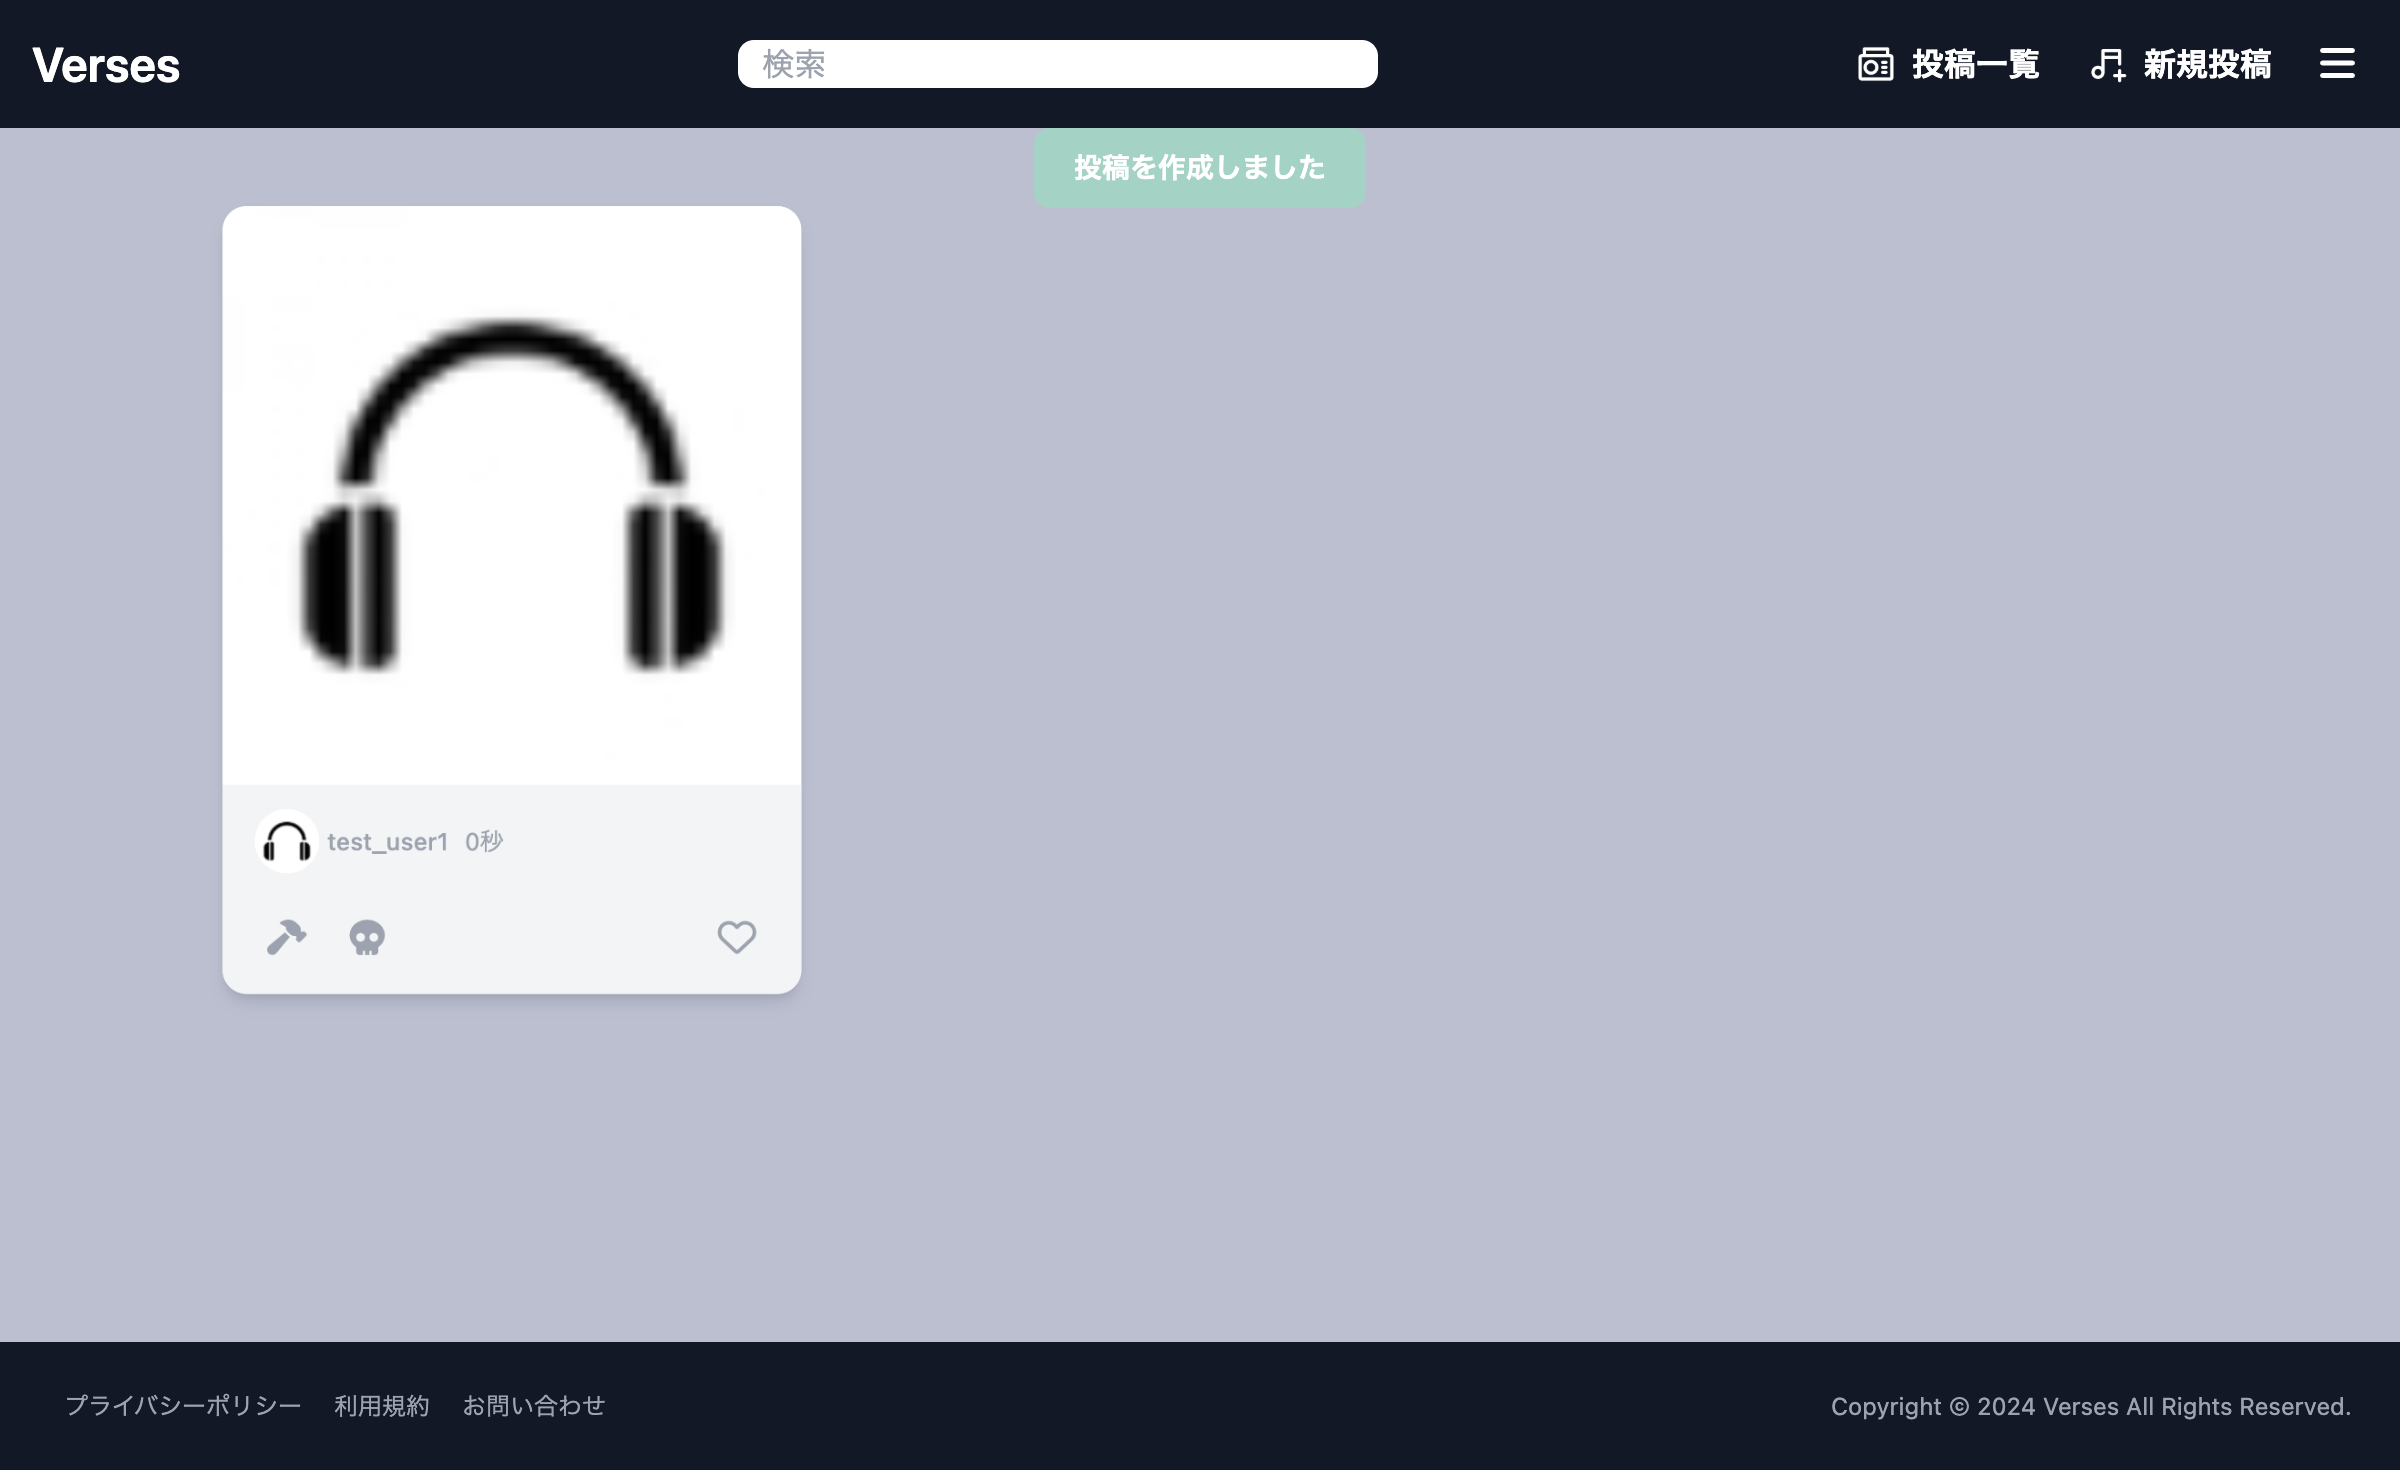 Verses
検索
投稿一覧
新規投稿
投稿を作成しました
test_user1 0秒
プライバシーポリシー 利用規約 お問い合わせ
Copyright © 2024 Verses All Rights Reserved.